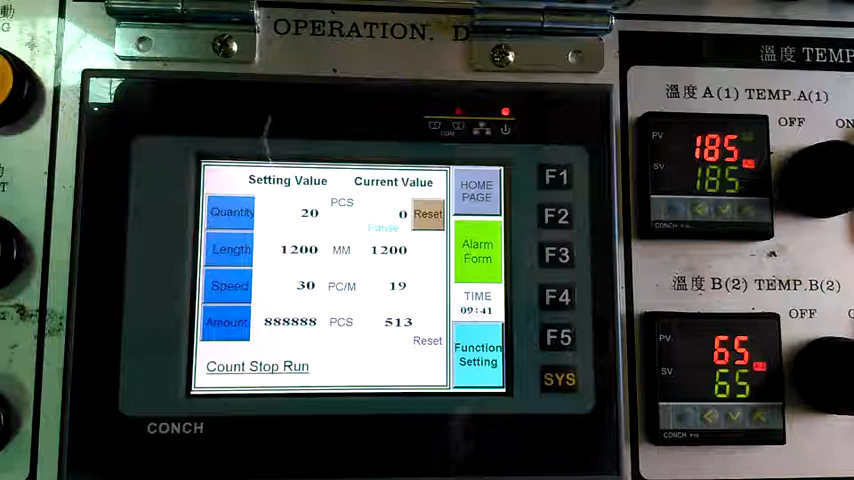 動
OPERATION. D
溫度 TEMP
溫度 A(1) TEMP.A(1)
OFF
PV 185
SV 185
CONCH
COM
Setting Value Current Value
HOME PAGE
F1
Quantity 20 PCS 0 Reset
Pause
F2
Length 1200 MM 1200
Alarm Form
F3
Speed 30 PC/M 19
TIME
09:41
F4
Amount 888888 PCS 513
Reset
Function Setting
F5
Count Stop Run
SYS
CONCH
溫度 B(2) TEMP.B(2)
OFF
PV 65
SV 65
CONCH